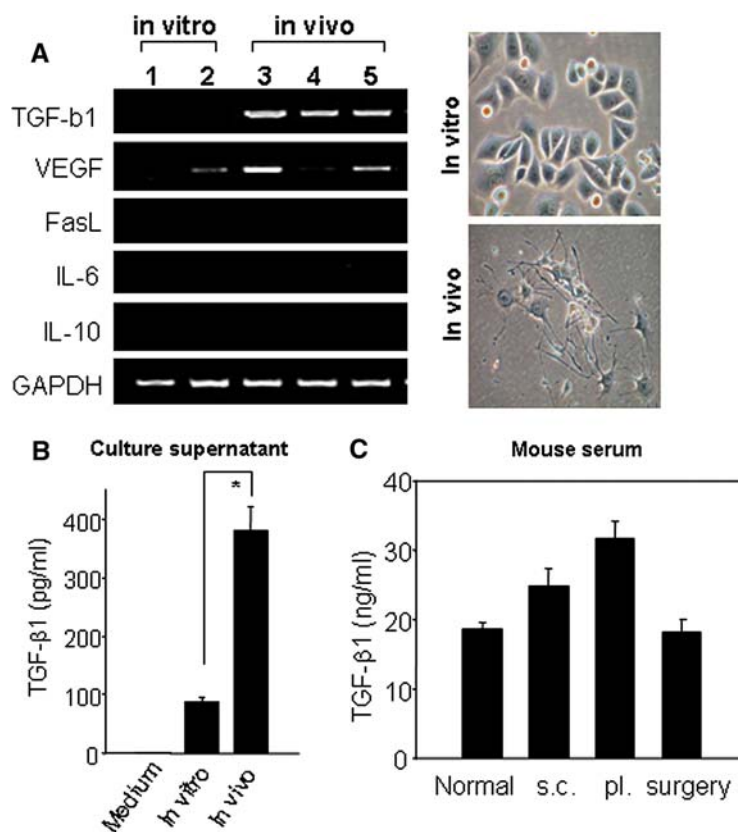 in vitro in vivo
A
1 2 3 4 5
TGF-b1
VEGF
FasL
IL-6
IL-10
GAPDH
In vitro
In vivo
B Culture supernatant
*
TGF-β1 (pg/ml)
400
300
200
100
0
Medium In vitro In vivo
C Mouse serum
TGF-β1 (ng/ml)
40
30
20
10
0
Normal s.c. pl. surgery